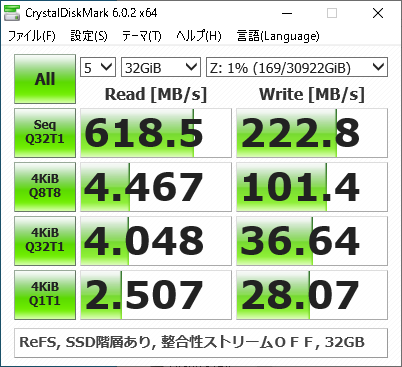 CrystalDiskMark 6.0.2 x64
ファイル(F) 設定(S) テーマ(T) ヘルプ(H) 言語(Language)
All 5 32GiB Z: 1% (169/30922GiB)
Read [MB/s] Write [MB/s]
Seq Q32T1 618.5 222.8
4KiB Q8T8 4.467 101.4
4KiB Q32T1 4.048 36.64
4KiB Q1T1 2.507 28.07
ReFS, SSD階層あり, 整合性ストリームＯＦＦ, 32GB